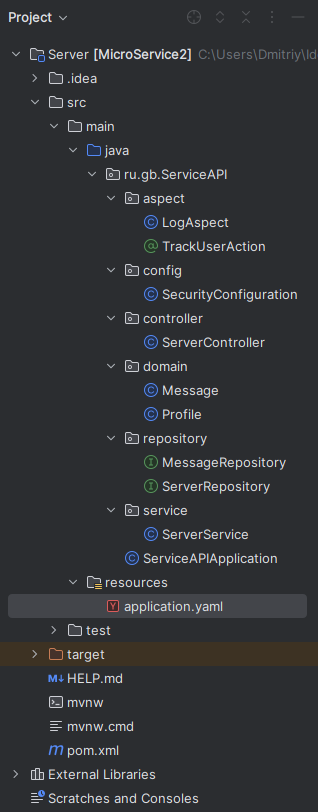 Project
Server [MicroService2] C:\Users\Dmitriy\Id
.idea
src
main
java
ru.gb.ServiceAPI
aspect
LogAspect
TrackUserAction
config
SecurityConfiguration
controller
ServerController
domain
Message
Profile
repository
MessageRepository
ServerRepository
service
ServerService
ServiceAPIApplication
resources
application.yaml
test
target
HELP.md
mvnw
mvnw.cmd
pom.xml
External Libraries
Scratches and Consoles